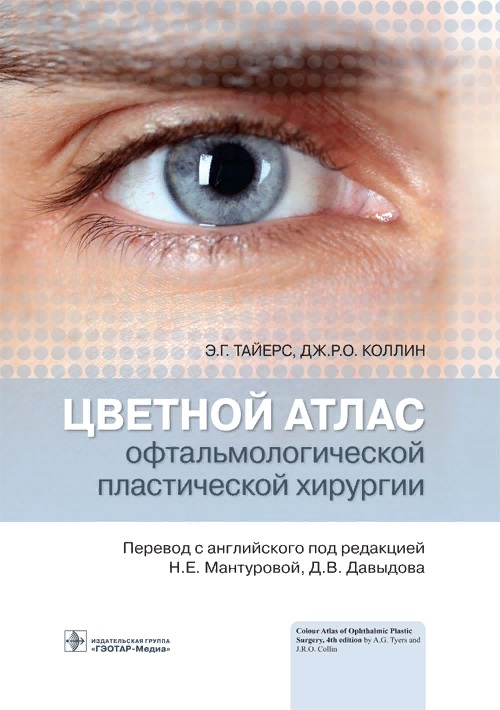 Э.Г. ТАЙЕРС, ДЖ.Р.О. КОЛЛИН
ЦВЕТНОЙ АТЛАС
офтальмологической
пластической хирургии
Перевод с английского под редакцией
Н.Е. Мантуровой, Д.В. Давыдова
ИЗДАТЕЛЬСКАЯ ГРУППА
«ГЭОТАР-Медиа»
Colour Atlas of Ophthalmic Plastic
Surgery, 4th edition by A.G. Tyers and
J.R.O. Collin